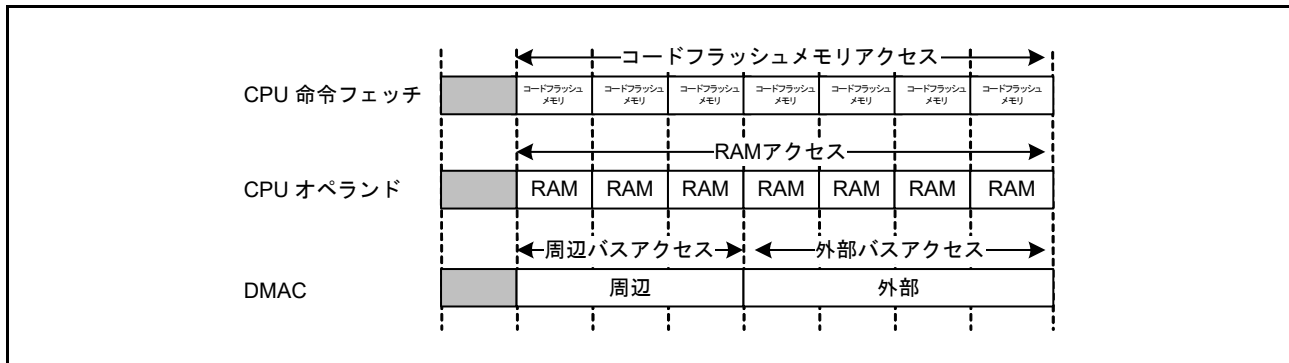 コードフラッシュメモリアクセス
CPU 命令フェッチ
コードフラッシュ
メモリ
コードフラッシュ
メモリ
コードフラッシュ
メモリ
コードフラッシュ
メモリ
コードフラッシュ
メモリ
コードフラッシュ
メモリ
コードフラッシュ
メモリ
RAMアクセス
CPU オペランド RAM RAM RAM RAM RAM RAM RAM
周辺バスアクセス 外部バスアクセス
DMAC 周辺 外部